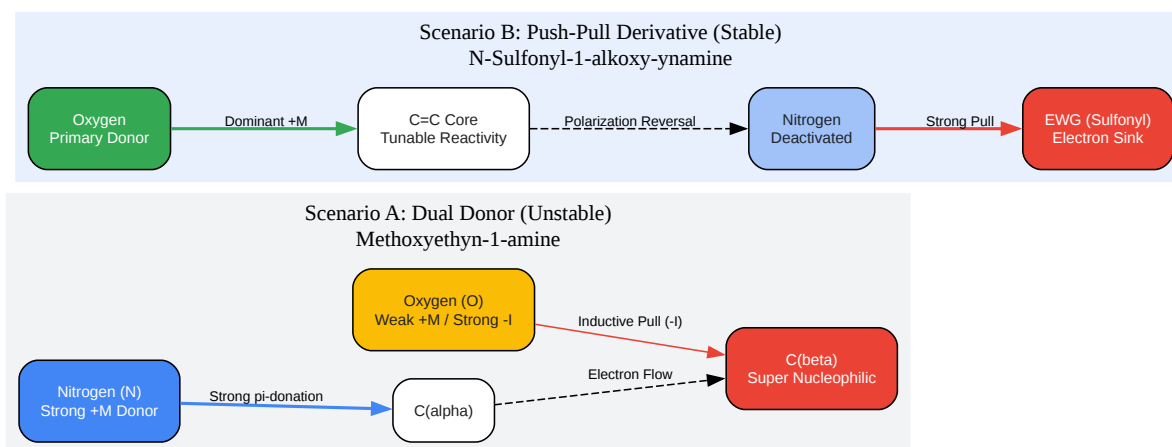 Scenario B: Push-Pull Derivative (Stable)
N-Sulfonyl-1-alkoxy-ynamine
Oxygen
Primary Donor
Dominant +M
C=C Core
Tunable Reactivity
Polarization Reversal
Nitrogen
Deactivated
Strong Pull
EWG (Sulfonyl)
Electron Sink
Scenario A: Dual Donor (Unstable)
Methoxyethyn-1-amine
Oxygen (O)
Weak +M / Strong -I
Inductive Pull (-I)
C(beta)
Super Nucleophilic
Nitrogen (N)
Strong +M Donor
Strong pi-donation
C(alpha)
Electron Flow